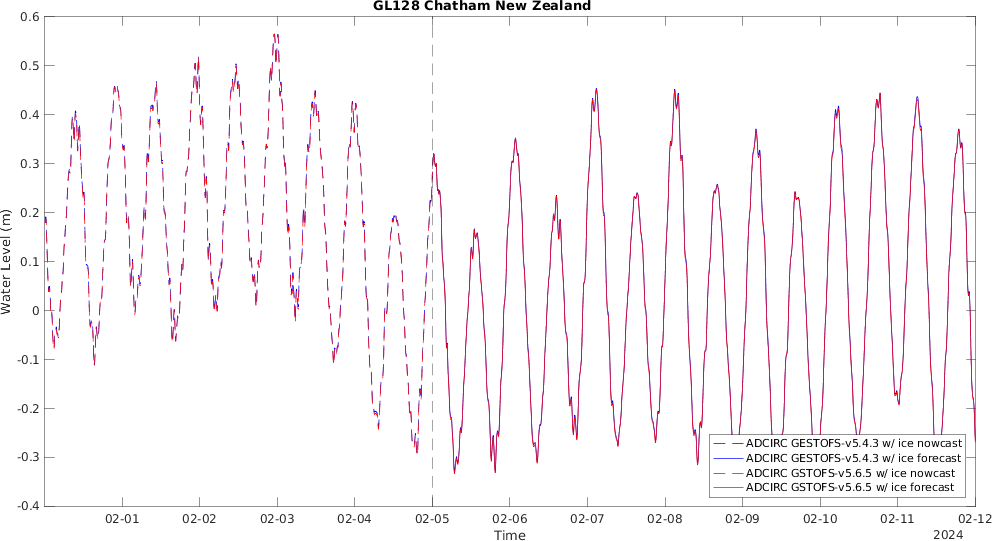 GL128 Chatham New Zealand
0.6
0.5
0.4
0.3
0.2
0.1
0
-0.1
-0.2
-0.3
-0.4
Water Level (m)
ADCIRC GESTOFS-v5.4.3 w/ ice nowcast
ADCIRC GESTOFS-v5.4.3 w/ ice forecast
ADCIRC GSTOFS-v5.6.5 w/ ice nowcast
ADCIRC GSTOFS-v5.6.5 w/ ice forecast
02-01 02-02 02-03 02-04 02-05 02-06 02-07 02-08 02-09 02-10 02-11 02-12
Time
2024